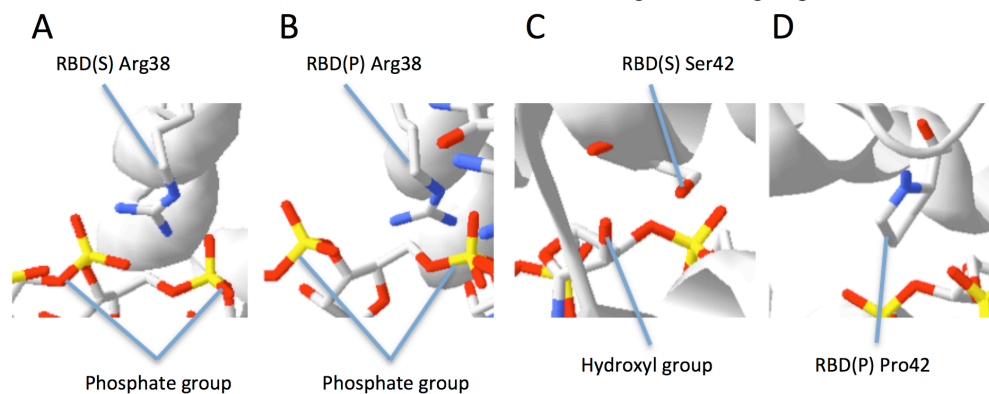 A
B
C
D
RBD(S) Arg38
RBD(P) Arg38
RBD(S) Ser42
Phosphate group
Phosphate group
Hydroxyl group
RBD(P) Pro42